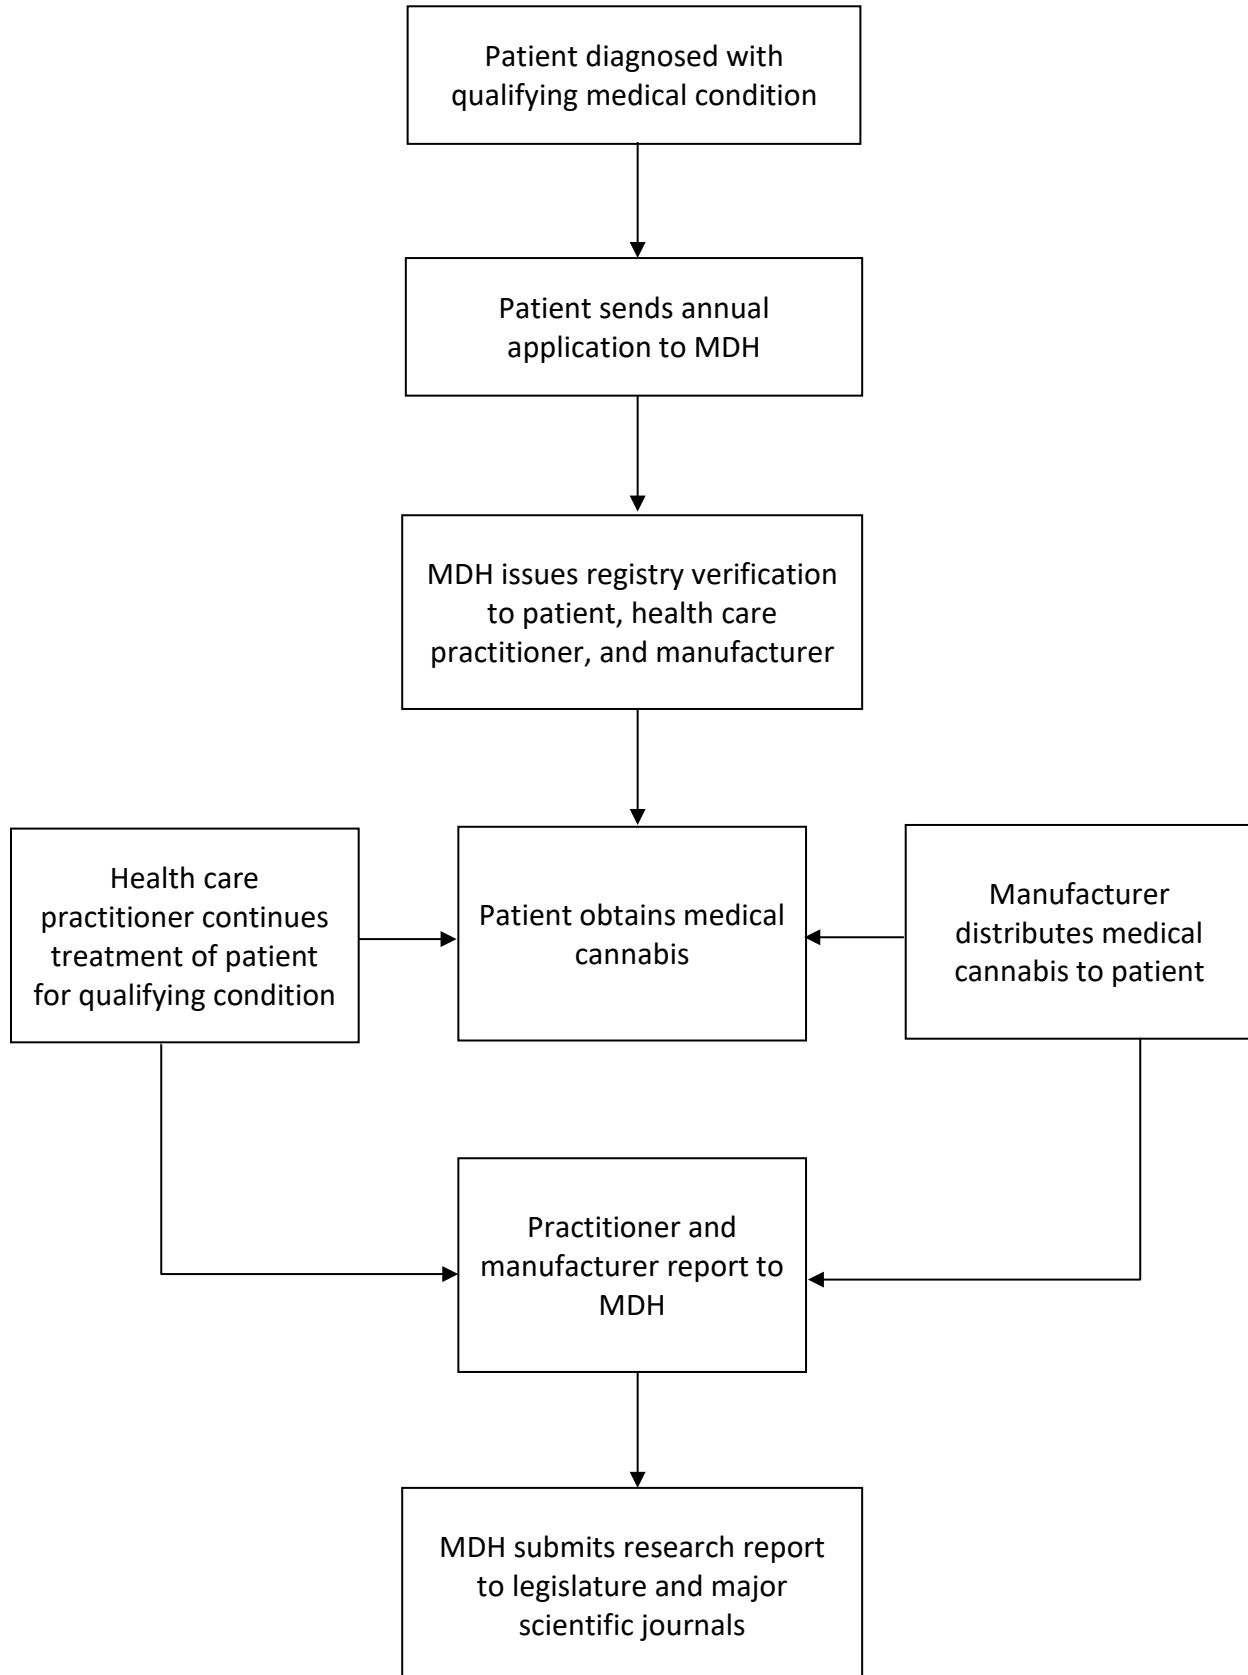 Patient diagnosed with
qualifying medical condition
Patient sends annual
application to MDH
MDH issues registry verification
to patient, health care
practitioner, and manufacturer
Health care
practitioner continues
treatment of patient
for qualifying condition
Patient obtains medical
cannabis
Manufacturer
distributes medical
cannabis to patient
Practitioner and
manufacturer report to
MDH
MDH submits research report
to legislature and major
scientific journals